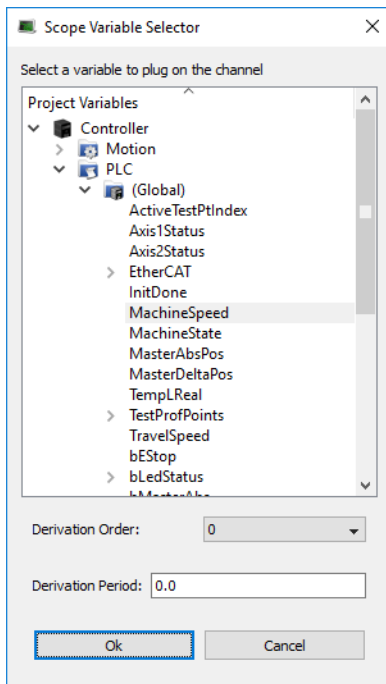 Scope Variable Selector
Select a variable to plug on the channel
Project Variables
Controller
Motion
PLC
(Global)
ActiveTestPtIndex
Axis1Status
Axis2Status
EtherCAT
InitDone
MachineSpeed
MachineState
MasterAbsPos
MasterDeltaPos
TempLReal
TestProfPoints
TravelSpeed
bEStop
bLedStatus
bMasterAbs
Derivation Order: 0
Derivation Period: 0.0
Ok Cancel